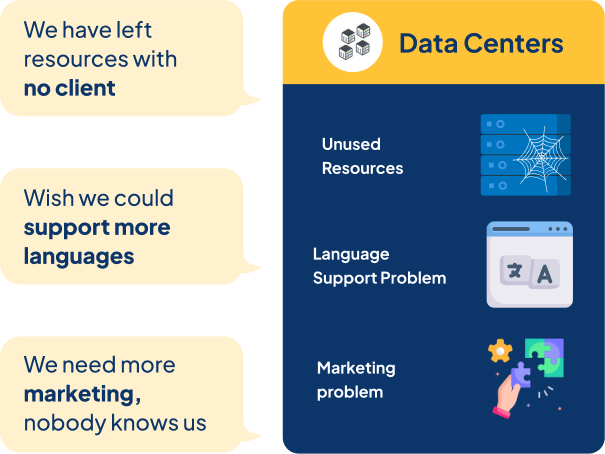 We have left
resources with
no client
Data Centers
Unused
Resources
Wish we could
support more
languages
Language
Support Problem
A
We need more
marketing,
nobody knows us
Marketing
problem